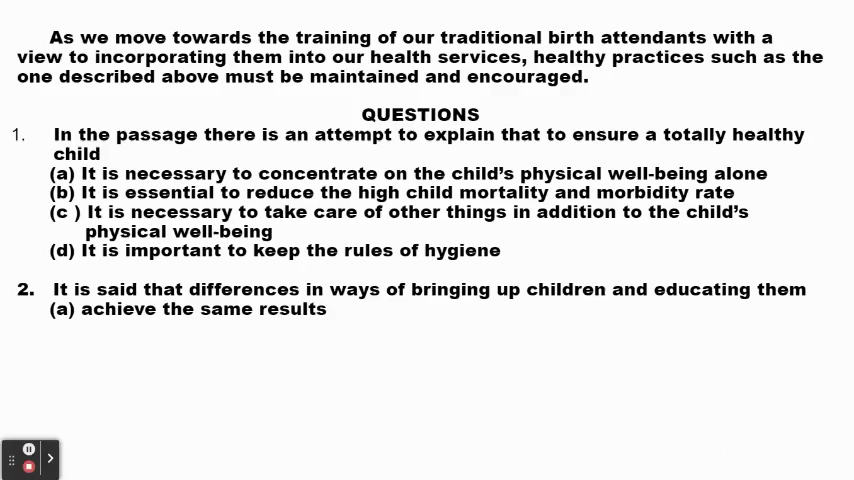 As we move towards the training of our traditional birth attendants with a
view to incorporating them into our health services, healthy practices such as the
one described above must be maintained and encouraged.
QUESTIONS
1. In the passage there is an attempt to explain that to ensure a totally healthy
child
(a) It is necessary to concentrate on the child’s physical well-being alone
(b) It is essential to reduce the high child mortality and morbidity rate
(c ) It is necessary to take care of other things in addition to the child’s
physical well-being
(d) It is important to keep the rules of hygiene
2. It is said that differences in ways of bringing up children and educating them
(a) achieve the same results